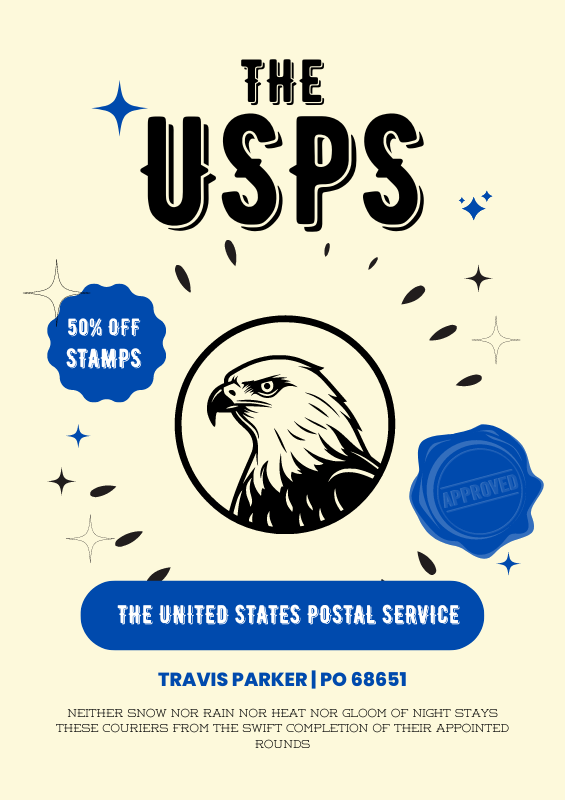 THE
USPS
50% OFF
STAMPS
APPROVED
THE UNITED STATES POSTAL SERVICE
TRAVIS PARKER | PO 68651
NEITHER SNOW NOR RAIN NOR HEAT NOR GLOOM OF NIGHT STAYS
THESE COURIERS FROM THE SWIFT COMPLETION OF THEIR APPOINTED
ROUNDS